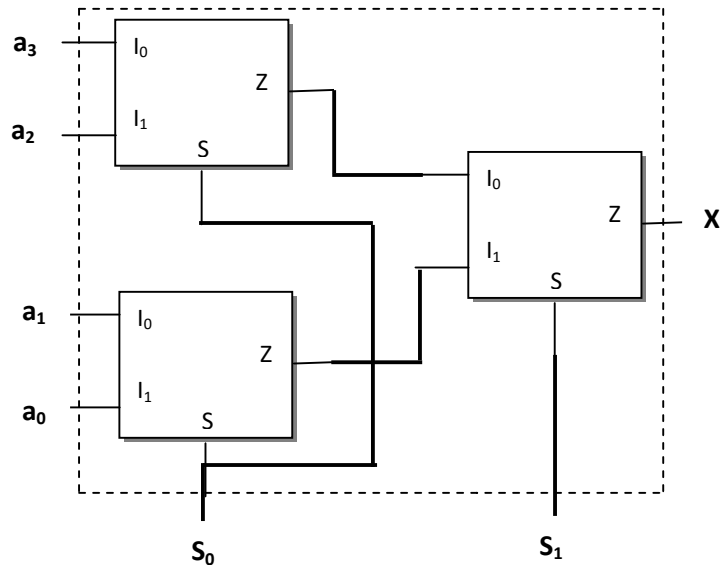 a₃
I₀
Z
a₂
I₁
S
I₀
Z
X
I₁
S
a₁
I₀
Z
a₀
I₁
S
S₀
S₁